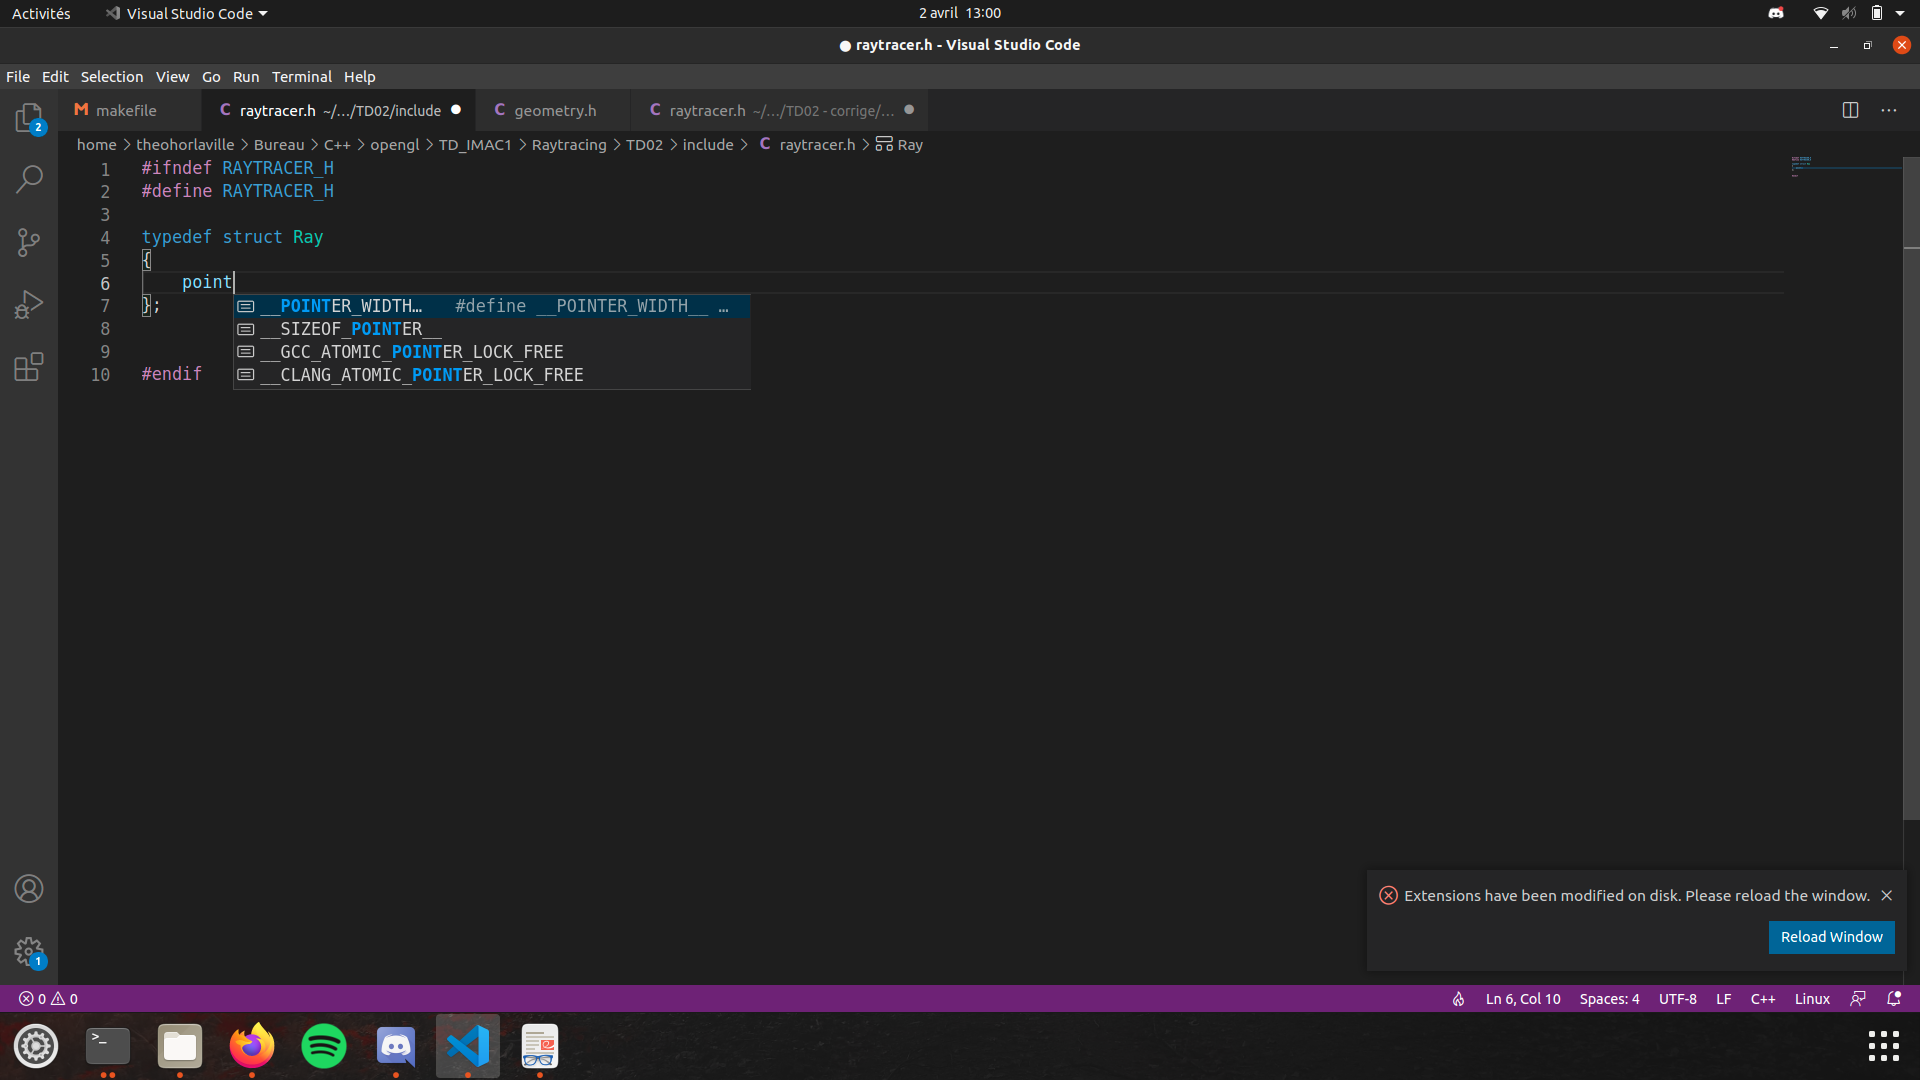 Activités
Visual Studio Code
2 avril 13:00
● raytracer.h - Visual Studio Code
File Edit Selection View Go Run Terminal Help
M makefile
C raytracer.h ~/.../TD02/include ●
C geometry.h
C raytracer.h ~/.../TD02 - corrige/... ●
home > theohorlaville > Bureau > C++ > opengl > TD_IMAC1 > Raytracing > TD02 > include > C raytracer.h > Ray
1 #ifndef RAYTRACER_H
2 #define RAYTRACER_H
3
4 typedef struct Ray
5 {
6 point
7 };
8
9
10 #endif
__POINTER_WIDTH… #define __POINTER_WIDTH__ …
__SIZEOF_POINTER__
__GCC_ATOMIC_POINTER_LOCK_FREE
__CLANG_ATOMIC_POINTER_LOCK_FREE
2
1
Extensions have been modified on disk. Please reload the window.
Reload Window
0 0
Ln 6, Col 10 Spaces: 4 UTF-8 LF C++ Linux
>_